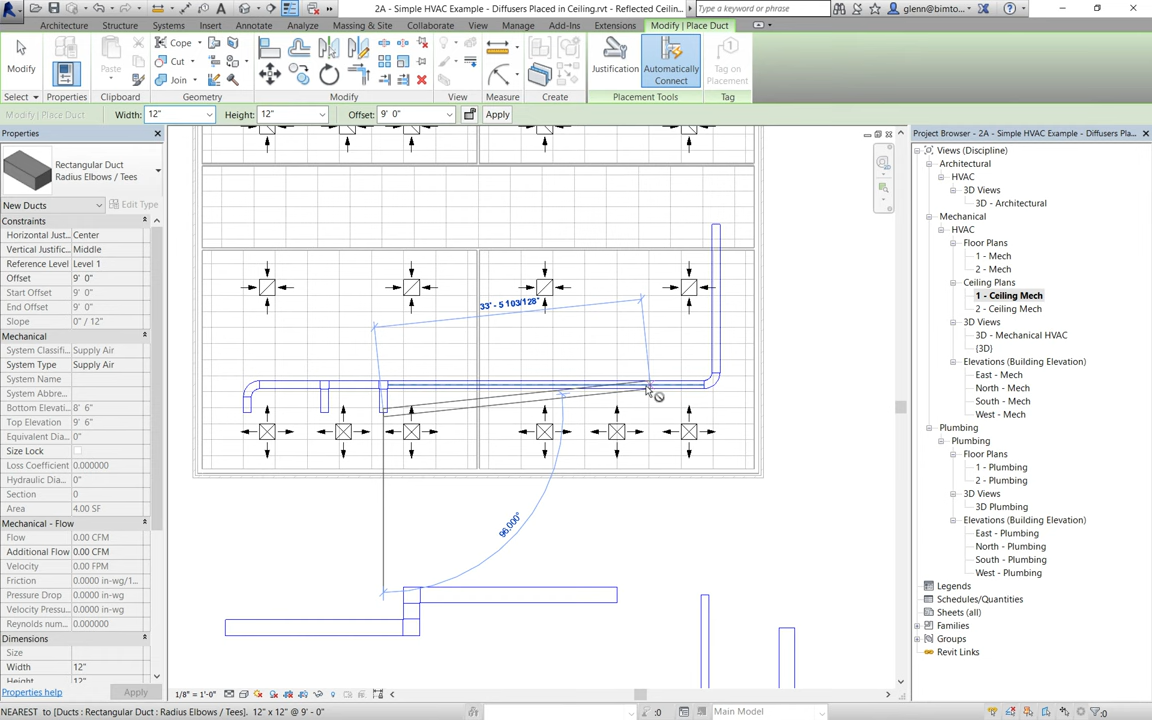 2A - Simple HVAC Example - Diffusers Placed in Ceiling.rvt - Reflected Ceilin...
Type a keyword or phrase
glenn@bimto...
Architecture Structure Systems Insert Annotate Analyze Massing & Site Collaborate View Manage Add-Ins Extensions Modify | Place Duct
Modify
Paste
Cope
Cut
Join
Justification
Automatically
Connect
Tag on
Placement
Select Properties Clipboard Geometry Modify View Measure Create Placement Tools Tag
Modify | Place Duct Width: 12" Height: 12" Offset: 9' 0" Apply
Properties
Rectangular Duct
Radius Elbows / Tees
New Ducts Edit Type
Constraints
Horizontal Just... Center
Vertical Justific... Middle
Reference Level Level 1
Offset 9' 0"
Start Offset 9' 0"
End Offset 9' 0"
Slope 0" / 12"
Mechanical
System Classifi... Supply Air
System Type Supply Air
System Name
System Abbrev...
Bottom Elevati... 8' 6"
Top Elevation 9' 6"
Equivalent Dia... 0"
Size Lock
Loss Coefficient 0.000000
Hydraulic Dia... 0"
Section 0
Area 4.00 SF
Mechanical - Flow
Flow 0.00 CFM
Additional Flow 0.00 CFM
Velocity 0.00 FPM
Friction 0.0000 in-wg/1...
Pressure Drop 0.0000 in-wg
Velocity Pressu... 0.0000 in-wg
Reynolds num... 0.000000
Dimensions
Size
Width 12"
Height 12"
Properties help Apply
33' - 5 103/128"
96.000°
Project Browser - 2A - Simple HVAC Example - Diffusers Pla...
Views (Discipline)
Architectural
HVAC
3D Views
3D - Architectural
Mechanical
HVAC
Floor Plans
1 - Mech
2 - Mech
Ceiling Plans
1 - Ceiling Mech
2 - Ceiling Mech
3D Views
3D - Mechanical HVAC
{3D}
Elevations (Building Elevation)
East - Mech
North - Mech
South - Mech
West - Mech
Plumbing
Plumbing
Floor Plans
1 - Plumbing
2 - Plumbing
3D Views
3D Plumbing
Elevations (Building Elevation)
East - Plumbing
North - Plumbing
South - Plumbing
West - Plumbing
Legends
Schedules/Quantities
Sheets (all)
Families
Groups
Revit Links
1/8" = 1'-0"
NEAREST to [Ducts : Rectangular Duct : Radius Elbows / Tees]. 12" x 12" @ 9' - 0" :0 Main Model :0